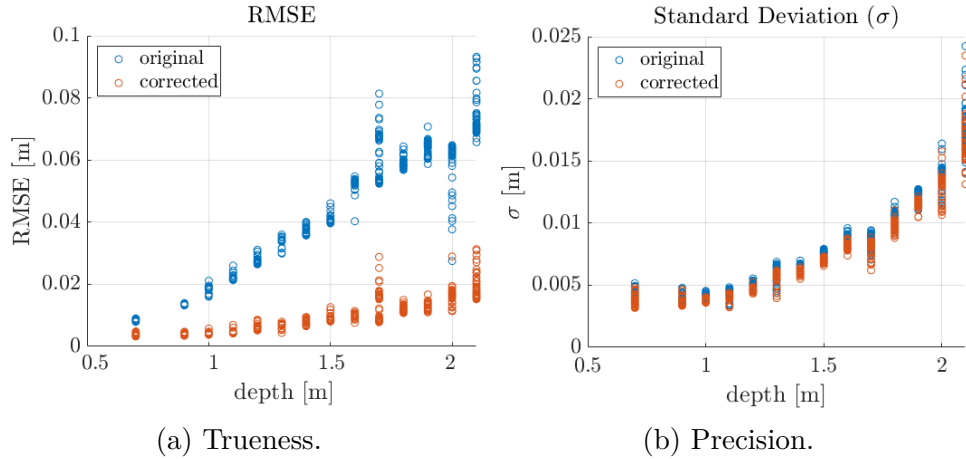 RMSE
0.1
0.08
0.06
0.04
0.02
0
RMSE [m]
original
corrected
0.5
1
1.5
2
depth [m]
(a) Trueness.
Standard Deviation (σ)
0.025
0.02
0.015
0.01
0.005
0
σ [m]
original
corrected
0.5
1
1.5
2
depth [m]
(b) Precision.